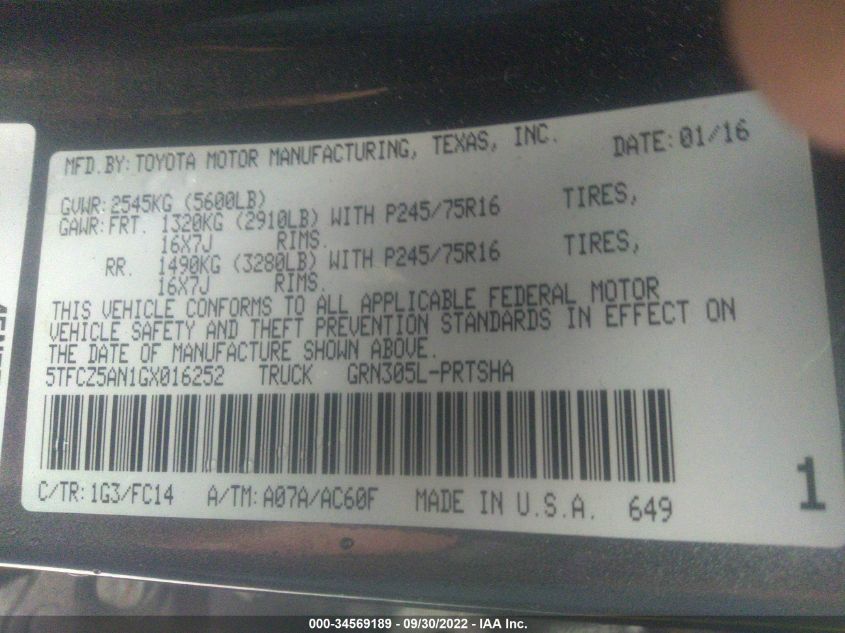 MFD.BY: TOYOTA MOTOR MANUFACTURING, TEXAS, INC. DATE: 01/16
GVWR: 2545KG (5600LB)
GAWR: FRT. 1320KG (2910LB) WITH P245/75R16 TIRES,
16X7J RIMS.
RR. 1490KG (3280LB) WITH P245/75R16 TIRES,
16X7J RIMS.
THIS VEHICLE CONFORMS TO ALL APPLICABLE FEDERAL MOTOR
VEHICLE SAFETY AND THEFT PREVENTION STANDARDS IN EFFECT ON
THE DATE OF MANUFACTURE SHOWN ABOVE.
5TFCZ5AN1GX016252 TRUCK GRN305L-PRTSHA
C/TR: 1G3/FC14 A/TM: A07A/AC60F MADE IN U.S.A. 649
1
000-34569189 - 09/30/2022 - IAA Inc.